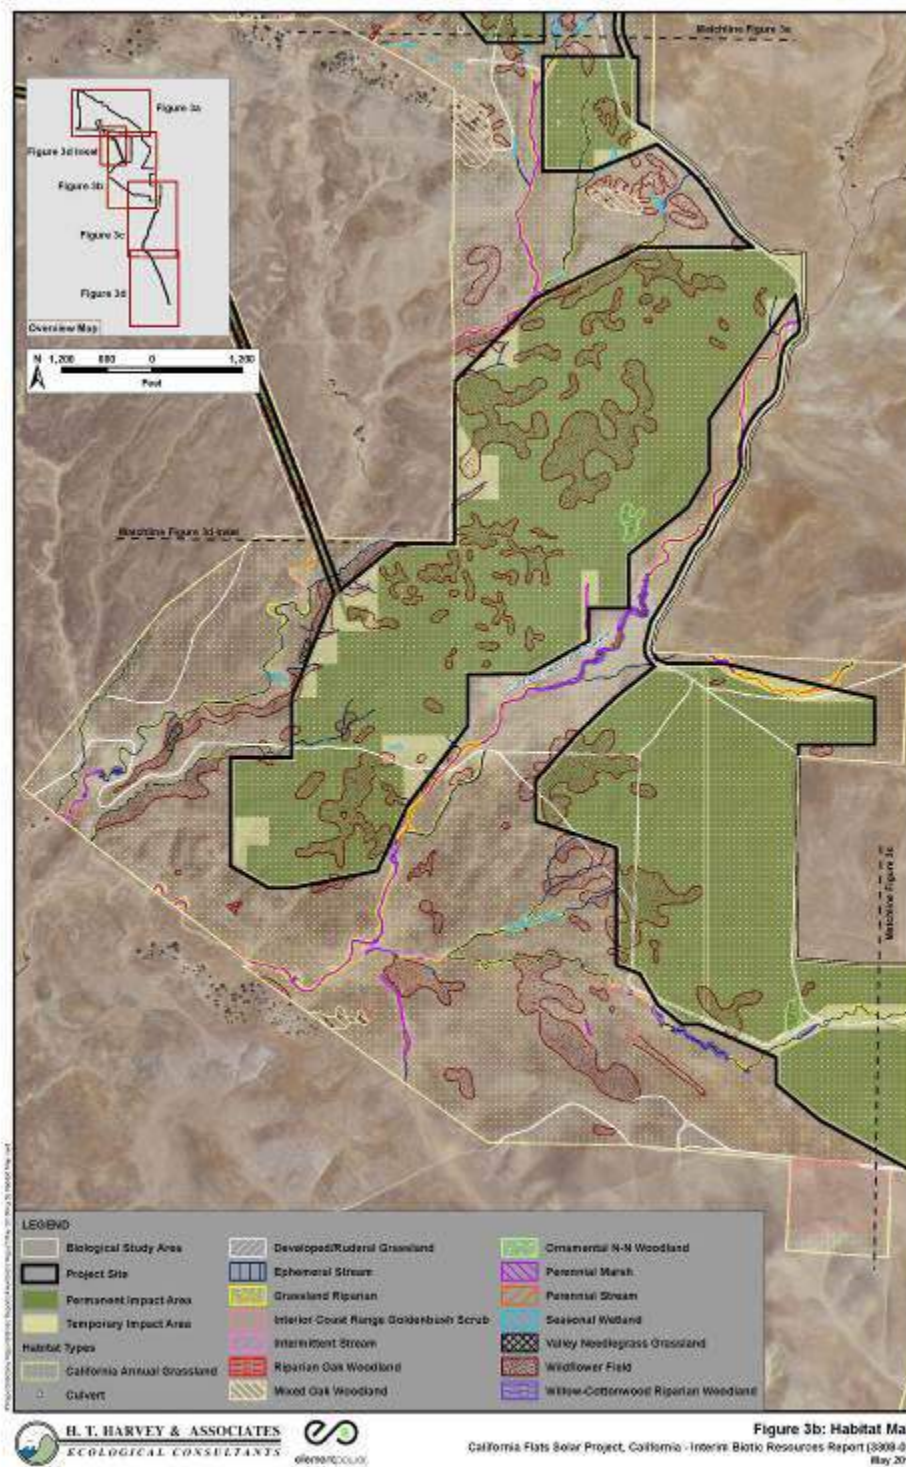 Matchline Figure 3a
Figure 3a
Figure 3d Inset
Figure 3b
Figure 3c
Figure 3d
Overview Map
N 1,200 600 0 1,200
Feet
Matchline Figure 3d-Inset
Matchline Figure 3c
LEGEND
Biological Study Area
Project Site
Permanent Impact Area
Temporary Impact Area
Habitat Types
California Annual Grassland
Culvert
Developed/Ruderal Grassland
Ephemeral Stream
Grassland Riparian
Interior Coast Range Goldenbush Scrub
Intermittent Stream
Riparian Oak Woodland
Mixed Oak Woodland
Ornamental N-N Woodland
Perennial Marsh
Perennial Stream
Seasonal Wetland
Valley Needlegrass Grassland
Wildflower Field
Willow-Cottonwood Riparian Woodland
H. T. HARVEY & ASSOCIATES
ECOLOGICAL CONSULTANTS
elementpower
Figure 3b: Habitat Ma
California Flats Solar Project, California - Interim Biotic Resources Report (3308-0
May 20